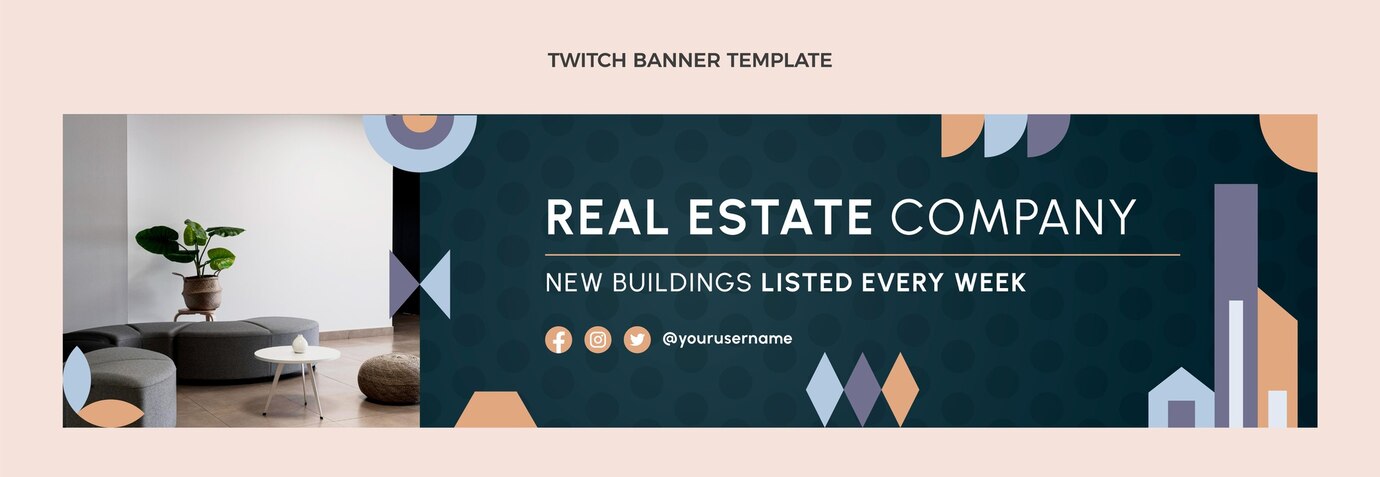 TWITCH BANNER TEMPLATE
REAL ESTATE COMPANY
NEW BUILDINGS LISTED EVERY WEEK
@yourusername